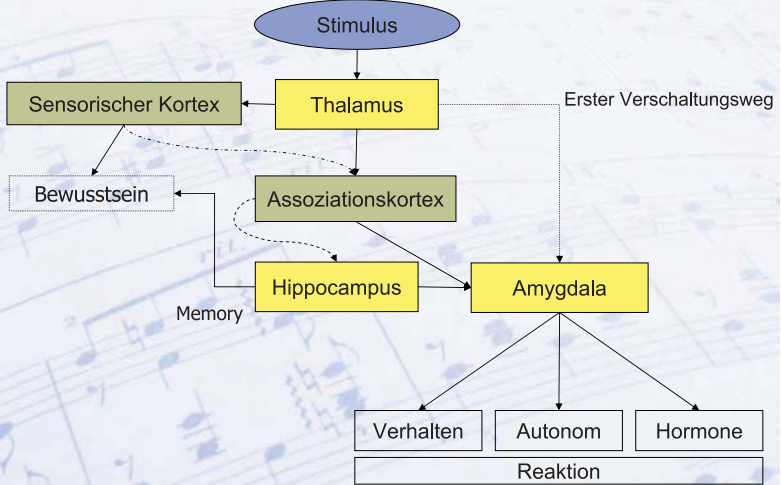 Stimulus
Sensorischer Kortex
Thalamus
Erster Verschaltungsweg
Bewusstsein
Assoziationskortex
Hippocampus
Amygdala
Memory
Verhalten
Autonom
Hormone
Reaktion